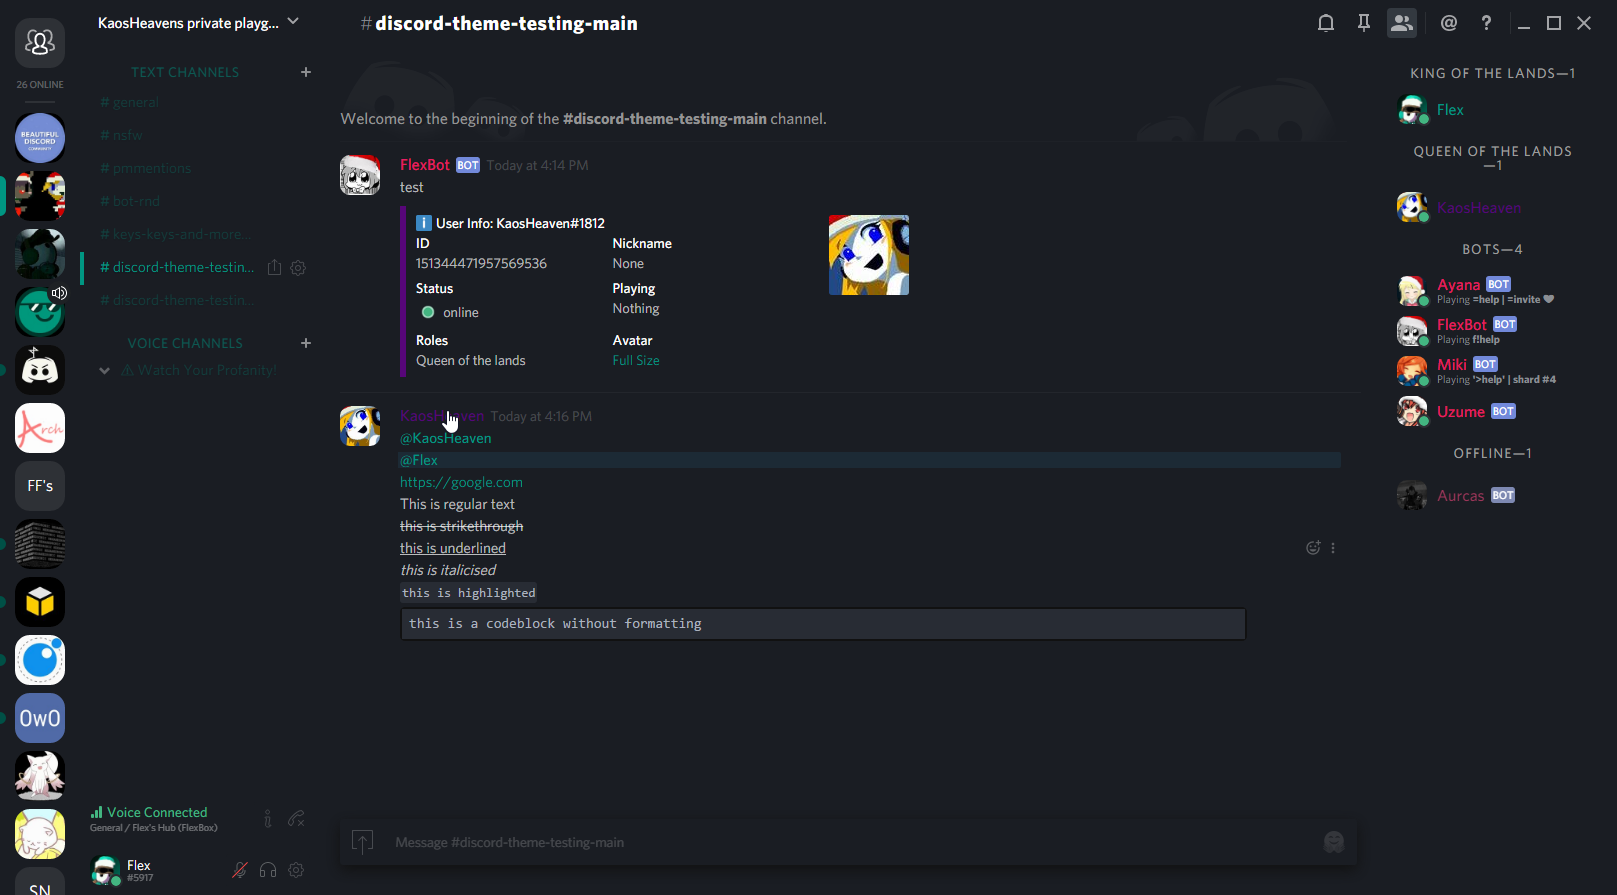 26 ONLINE
BEAUTIFUL
DISCORD
COMMUNITY
Arch
FF's
OwO
SN
KaosHeavens private playg...
TEXT CHANNELS
# general
# nsfw
# pmmentions
# bot-rnd
# keys-keys-and-more...
# discord-theme-testin...
# discord-theme-testin...
VOICE CHANNELS
⚠ Watch Your Profanity!
Voice Connected
General / Flex's Hub (FlexBox)
Flex
#5917
#discord-theme-testing-main
Welcome to the beginning of the #discord-theme-testing-main channel.
FlexBot BOT Today at 4:14 PM
test
i User Info: KaosHeaven#1812
ID
151344471957569536
Nickname
None
Status
online
Playing
Nothing
Roles
Queen of the lands
Avatar
Full Size
KaosHeaven Today at 4:16 PM
@KaosHeaven
@Flex
https://google.com
This is regular text
this is strikethrough
this is underlined
this is italicised
this is highlighted
this is a codeblock without formatting
Message #discord-theme-testing-main
KING OF THE LANDS—1
Flex
QUEEN OF THE LANDS
—1
KaosHeaven
BOTS—4
Ayana BOT
Playing =help | =invite ♥
FlexBot BOT
Playing f!help
Miki BOT
Playing '>help' | shard #4
Uzume BOT
OFFLINE—1
Aurcas BOT